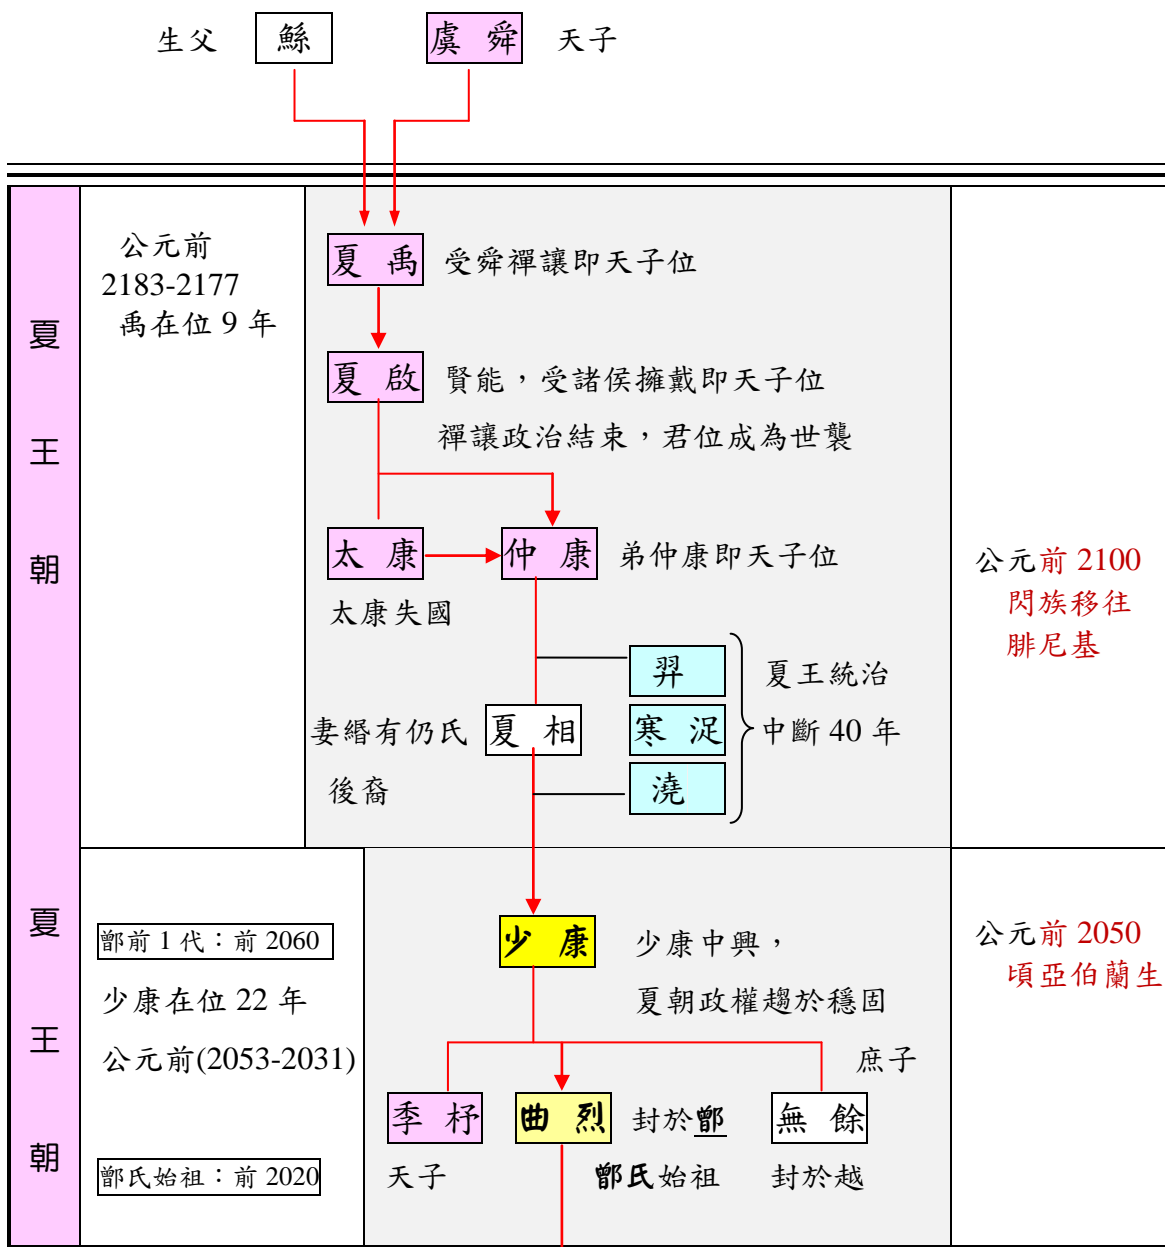 生父 鯀 虞舜 天子
夏王朝
公元前
2183-2177
禹在位 9 年
夏禹 受舜禪讓即天子位
夏啟 賢能，受諸侯擁戴即天子位
禪讓政治結束，君位成為世襲
太康 仲康 弟仲康即天子位
太康失國
羿
妻緡有仍氏 夏相 寒浞
後裔 澆
夏王統治
中斷 40 年
公元前 2100
閃族移往
腓尼基
夏王朝
鄫前 1 代：前 2060
少康在位 22 年
公元前(2053-2031)
鄫氏始祖：前 2020
少康 少康中興，
夏朝政權趨於穩固
庶子
季杼 曲烈 封於鄫 無餘
天子 鄫氏始祖 封於越
公元前 2050
頃亞伯蘭生